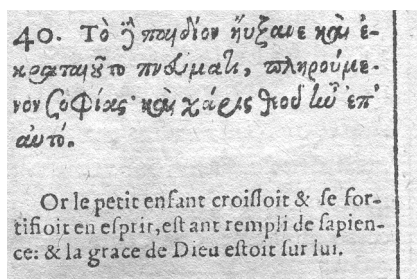 40. Τὸ δὲ παιδίον ἠύξανε καὶ ἐ-
κραταιοῦτο πνεύματι, πληρούμε-
νον σοφίας· καὶ χάρις θεοῦ ἦν ἐπ'
αὐτό.
Or le petit enfant croiſſoit & ſe for-
tifioit en eſprit, eſtant rempli de ſapien-
ce: & la grace de Dieu eſtoit ſur lui.